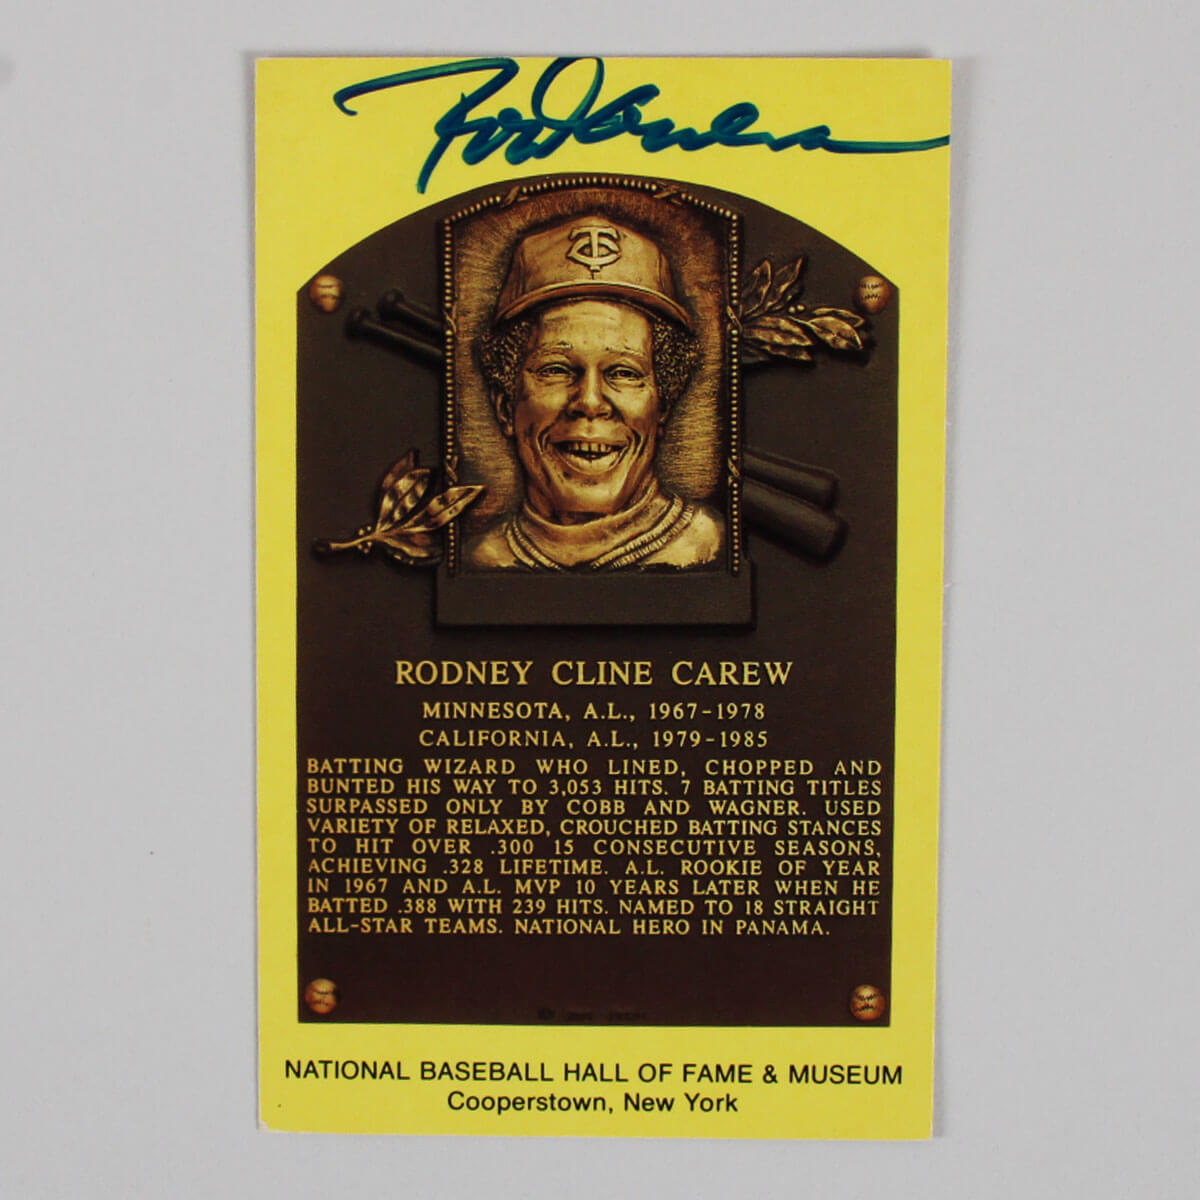 Rod Carew
TC
RODNEY CLINE CAREW
MINNESOTA, A.L., 1967-1978
CALIFORNIA, A.L., 1979-1985
BATTING WIZARD WHO LINED, CHOPPED AND
BUNTED HIS WAY TO 3,053 HITS. 7 BATTING TITLES
SURPASSED ONLY BY COBB AND WAGNER. USED
VARIETY OF RELAXED, CROUCHED BATTING STANCES
TO HIT OVER .300 15 CONSECUTIVE SEASONS,
ACHIEVING .328 LIFETIME. A.L. ROOKIE OF YEAR
IN 1967 AND A.L. MVP 10 YEARS LATER WHEN HE
BATTED .388 WITH 239 HITS. NAMED TO 18 STRAIGHT
ALL-STAR TEAMS. NATIONAL HERO IN PANAMA.
NATIONAL BASEBALL HALL OF FAME & MUSEUM
Cooperstown, New York